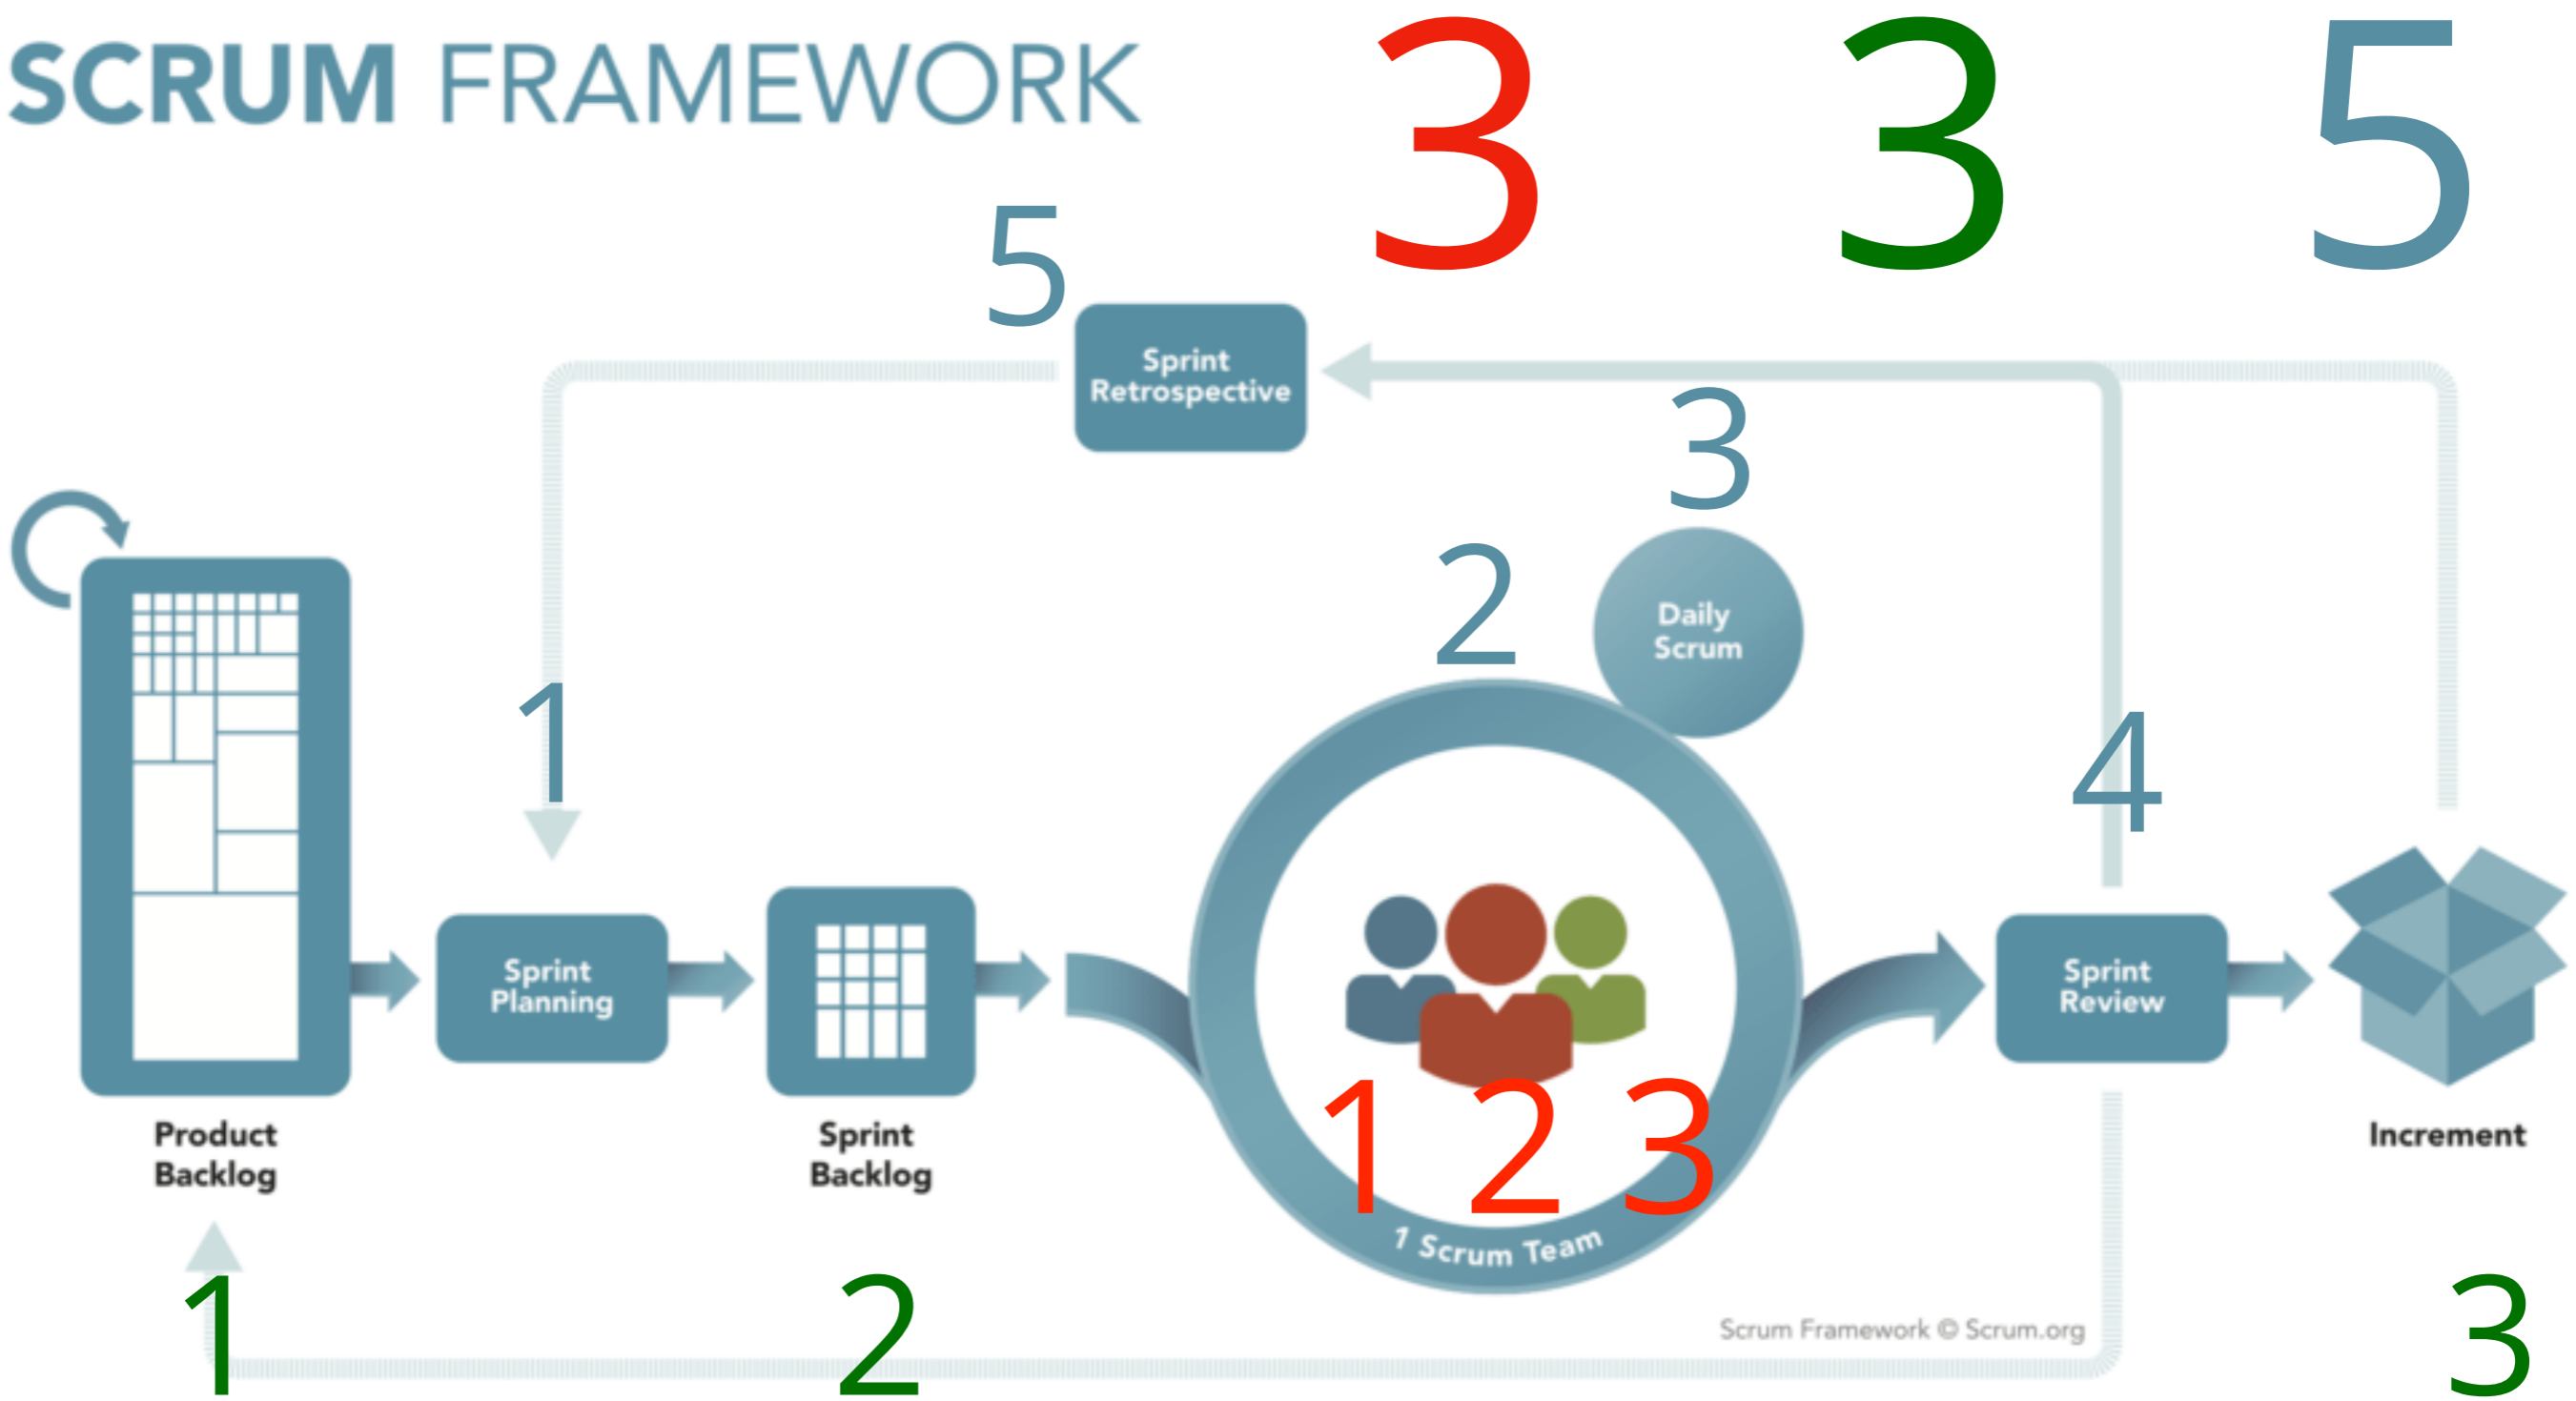 SCRUM FRAMEWORK
3 3 5
5
Sprint
Retrospective
3
2
Daily
Scrum
1
4
Sprint
Planning
Sprint
Review
Product
Backlog
Sprint
Backlog
1 2 3
Increment
1 Scrum Team
Scrum Framework © Scrum.org
1 2 3